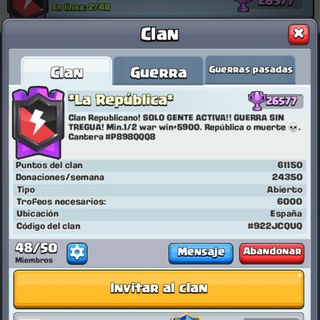 En línea: 2/48
26577
Clan
Clan
Guerra
Guerras pasadas
*La República*
26577
Clan Republicano! SOLO GENTE ACTIVA!! GUERRA SIN
TREGUA! Min.1/2 war win+5900. República o muerte 💀.
Cantera #P898QQQ8
Puntos del clan 61150
Donaciones/semana 24350
Tipo Abierto
Trofeos necesarios: 6000
Ubicación España
Código del clan #922JCQUQ
48/50
Miembros
Mensaje
Abandonar
Invitar al clan